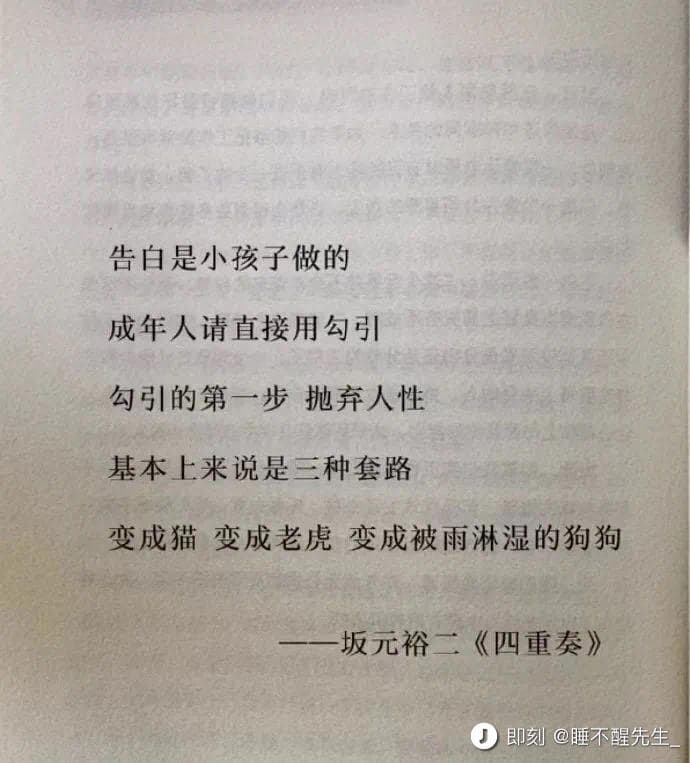 告白是小孩子做的
成年人请直接用勾引
勾引的第一步 抛弃人性
基本上来说是三种套路
变成猫 变成老虎 变成被雨淋湿的狗狗
——坂元裕二《四重奏》
即刻 @睡不醒先生_